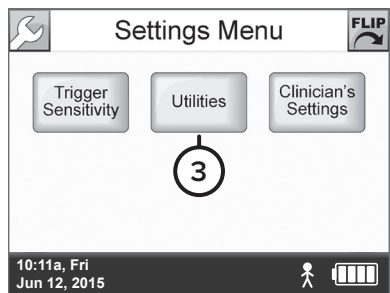 Settings Menu
FLIP
Trigger
Sensitivity
Utilities
Clinician's
Settings
3
10:11a, Fri
Jun 12, 2015